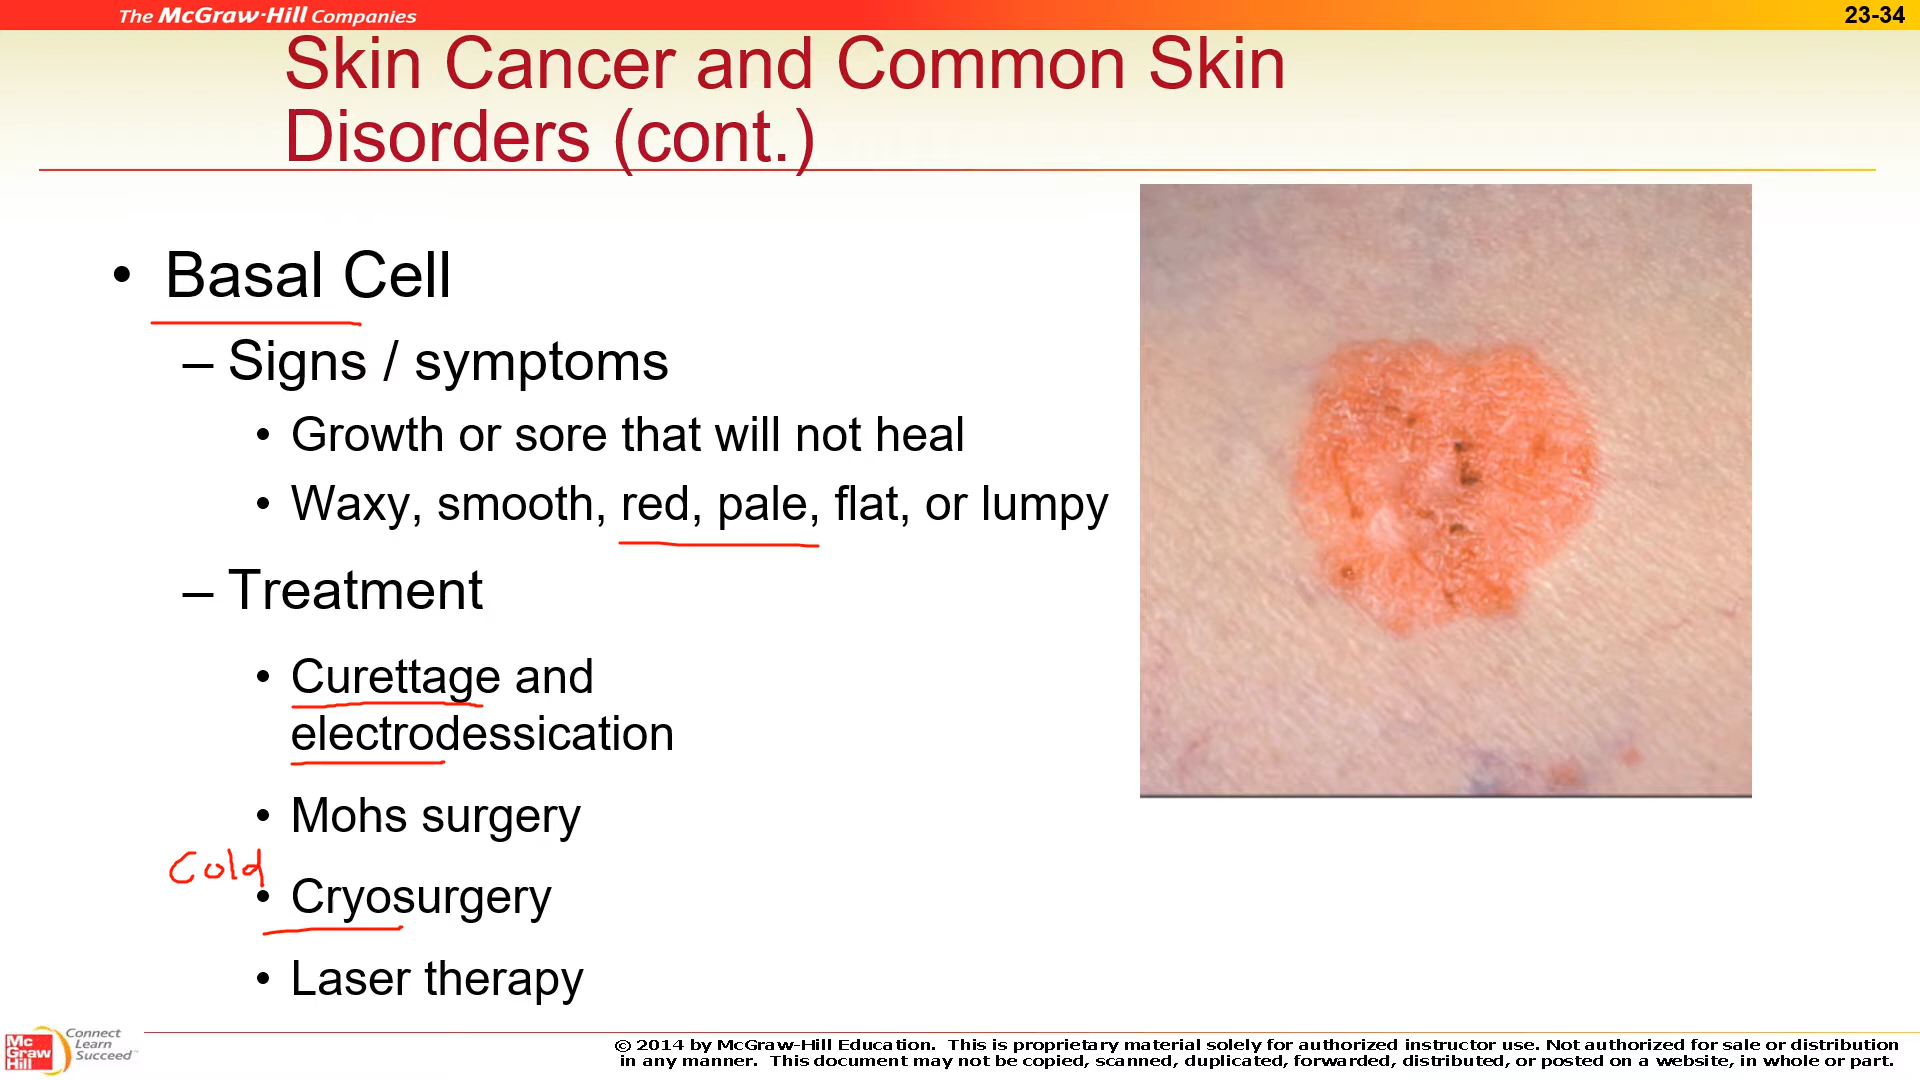 The McGraw-Hill Companies
23-34
Skin Cancer and Common Skin
Disorders (cont.)
• Basal Cell
– Signs / symptoms
• Growth or sore that will not heal
• Waxy, smooth, red, pale, flat, or lumpy
– Treatment
• Curettage and
electrodessication
• Mohs surgery
Cold
• Cryosurgery
• Laser therapy
Mc
Graw
Hill
Connect
Learn
Succeed™
© 2014 by McGraw-Hill Education. This is proprietary material solely for authorized instructor use. Not authorized for sale or distribution
in any manner. This document may not be copied, scanned, duplicated, forwarded, distributed, or posted on a website, in whole or part.